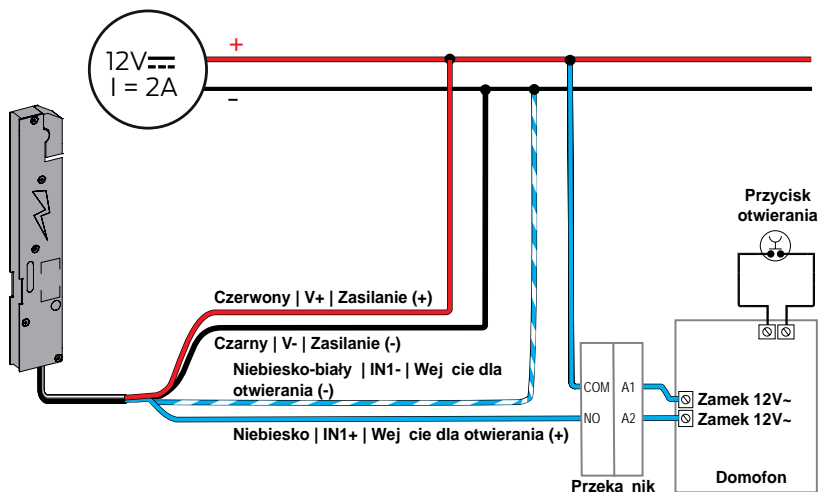 12V
I = 2A
+
–
Przycisk
otwierania
Czerwony | V+ | Zasilanie (+)
Czarny | V- | Zasilanie (-)
Niebiesko-biały | IN1- | Wej cie dla
otwierania (-)
Niebiesko | IN1+ | Wej cie dla otwierania (+)
COM A1
NO A2
Zamek 12V~
Zamek 12V~
Przeka nik
Domofon